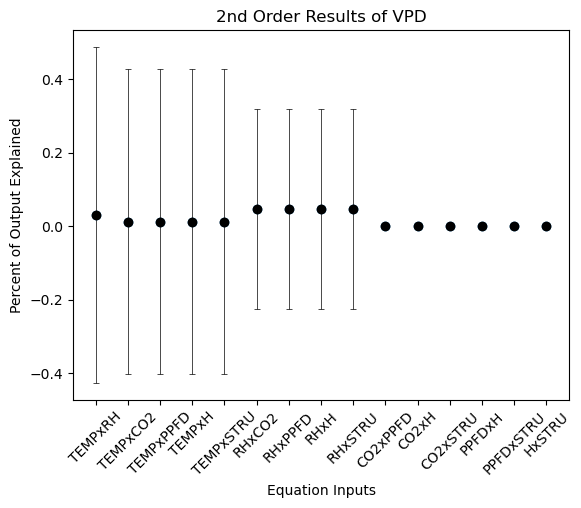 2nd Order Results of VPD
Percent of Output Explained
0.4
0.2
0.0
−0.2
−0.4
TEMPxRH
TEMPxCO2
TEMPxPPFD
TEMPxH
TEMPxSTRU
RHxCO2
RHxPPFD
RHxH
RHxSTRU
CO2xPPFD
CO2xH
CO2xSTRU
PPFDxH
PPFDxSTRU
HxSTRU
Equation Inputs